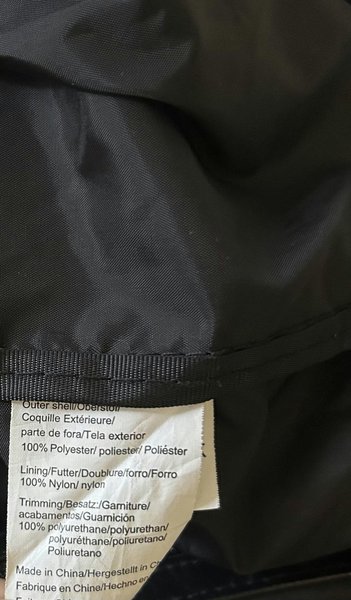 Outer shell/Oberstoff/
Coquille Extérieure/
parte de fora/Tela exterior
100% Polyester/ poliester/ Poliéster
Lining/Futter/Doublure/forro/Forro
100% Nylon/ nylon
Trimming/Besatz/Garniture/
acabamentos/Guarnición
100% polyurethane/polyurethan/
polyuréthane/poliuretano/
Poliuretano
Made in China/Hergestellt in
Fabrique en Chine/Hecho en